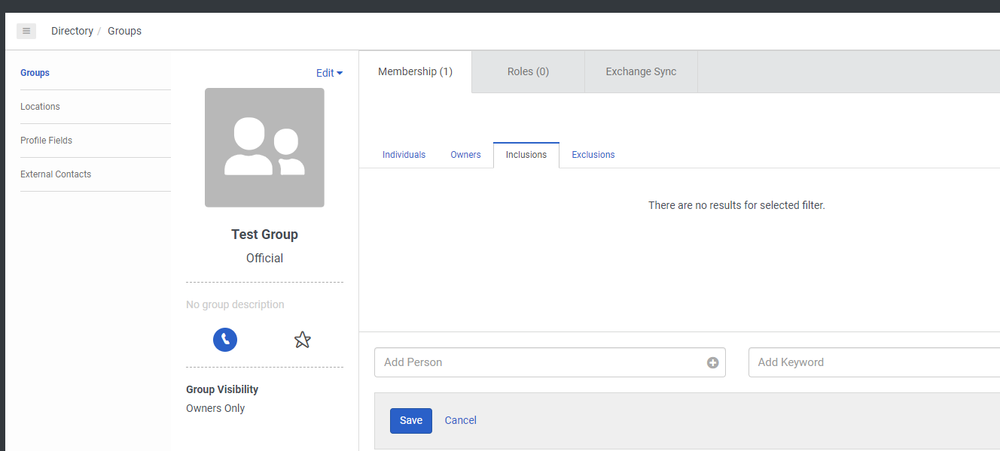 Directory / Groups
Groups
Locations
Profile Fields
External Contacts
Edit
Test Group
Official
No group description
Group Visibility
Owners Only
Membership (1) Roles (0) Exchange Sync
Individuals Owners Inclusions Exclusions
There are no results for selected filter.
Add Person Add Keyword
Save Cancel